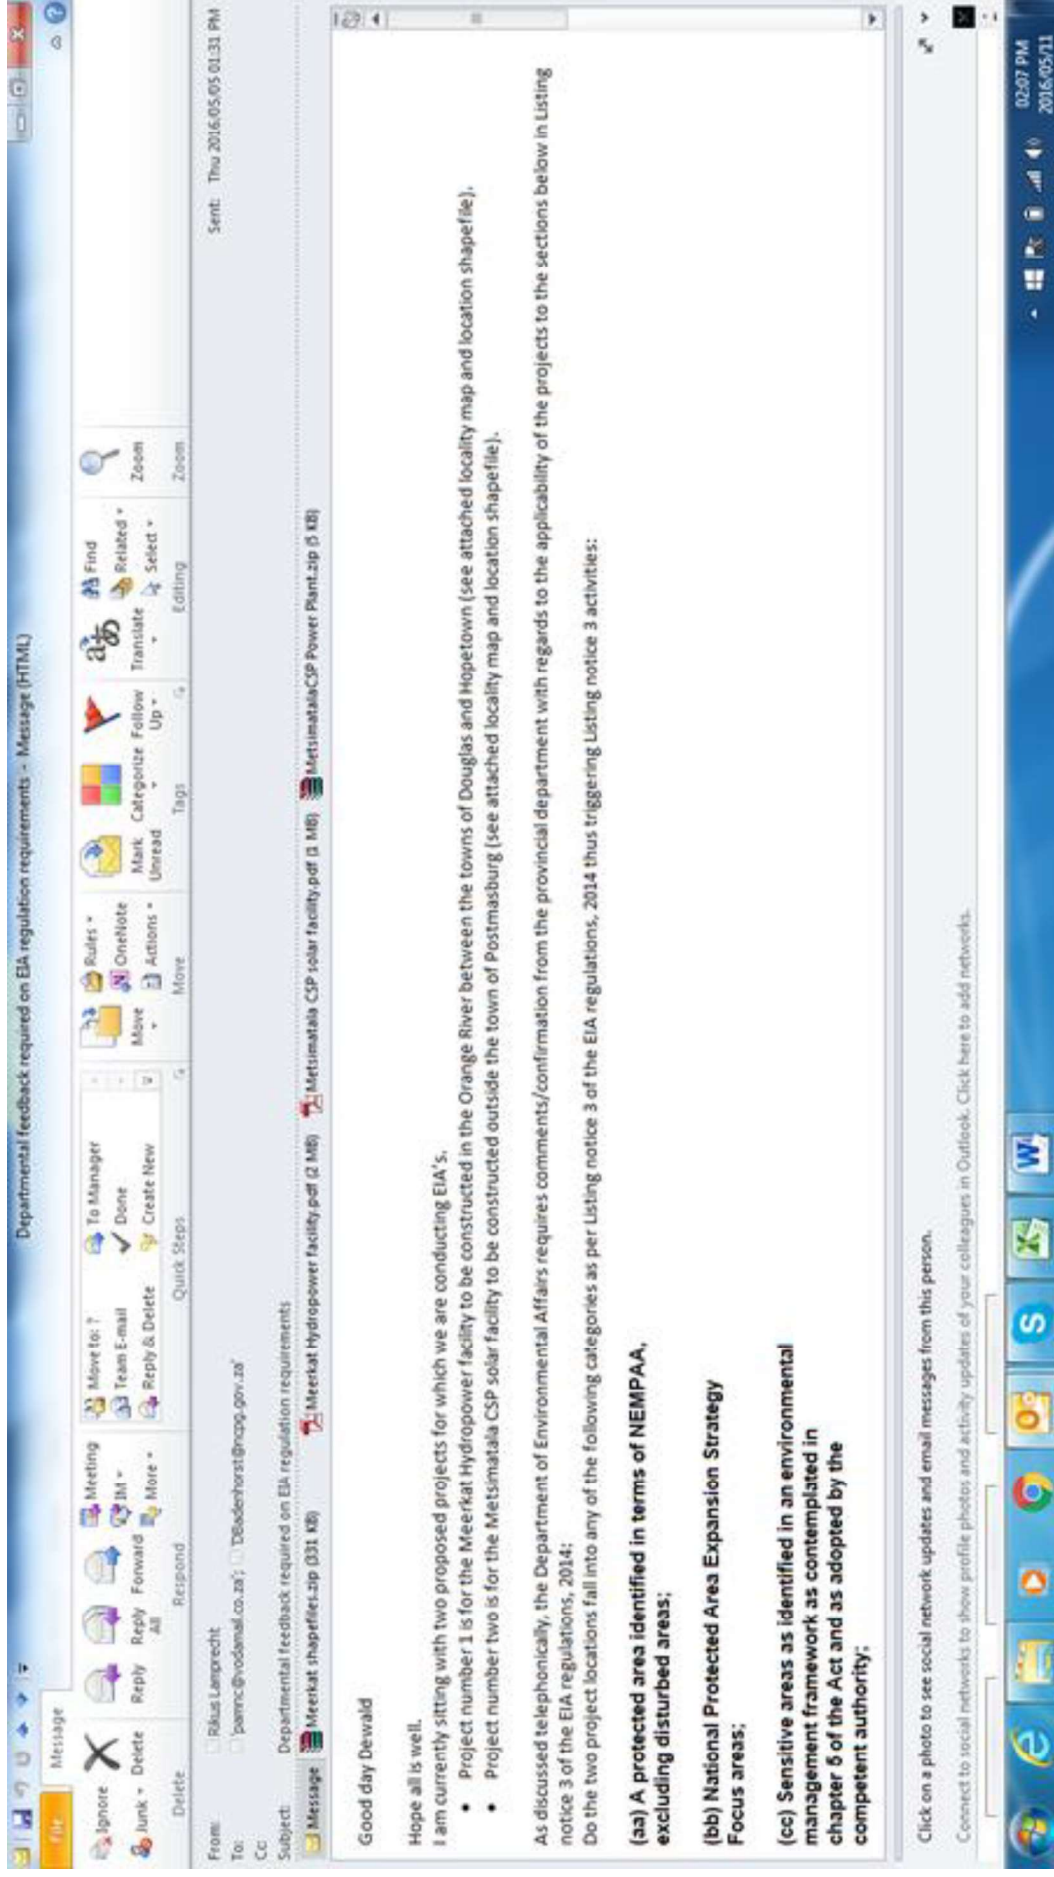 Departmental feedback required on EIA regulation requirements - Message (HTML)
File
Message
Ignore
Junk
Delete
Delete
Reply
Reply All
Forward
Meeting
IM
More
Respond
Move to: ?
Team E-mail
Reply & Delete
To Manager
Done
Create New
Quick Steps
Move
Rules
OneNote
Actions
Move
Mark Unread
Categorize
Follow Up
Tags
Translate
Find
Related
Select
Editing
Zoom
Zoom
From: Rikus Lamprecht
Sent: Thu 2016/05/05 01:31 PM
To: 'pamnc@vodamail.co.za'; 'DBadenhorst@ncpg.gov.za'
Cc:
Subject: Departmental feedback required on EIA regulation requirements
Message Meerkat shapefiles.zip (331 KB) Meerkat Hydropower facility.pdf (2 MB) Metsimatala CSP solar facility.pdf (1 MB) MetsimatalaCSP Power Plant.zip (5 KB)
Good day Dewald
Hope all is well.
I am currently sitting with two proposed projects for which we are conducting EIA's.
• Project number 1 is for the Meerkat Hydropower facility to be constructed in the Orange River between the towns of Douglas and Hopetown (see attached locality map and location shapefile).
• Project number two is for the Metsimatala CSP solar facility to be constructed outside the town of Postmasburg (see attached locality map and location shapefile).
As discussed telephonically, the Department of Environmental Affairs requires comments/confirmation from the provincial department with regards to the applicability of the projects to the sections below in Listing
notice 3 of the EIA regulations, 2014;
Do the two project locations fall into any of the following categories as per Listing notice 3 of the EIA regulations, 2014 thus triggering Listing notice 3 activities:
(aa) A protected area identified in terms of NEMPAA,
excluding disturbed areas;
(bb) National Protected Area Expansion Strategy
Focus areas;
(cc) Sensitive areas as identified in an environmental
management framework as contemplated in
chapter 5 of the Act and as adopted by the
competent authority;
Click on a photo to see social network updates and email messages from this person.
Connect to social networks to show profile photos and activity updates of your colleagues in Outlook. Click here to add networks.
02:07 PM
2016/05/11